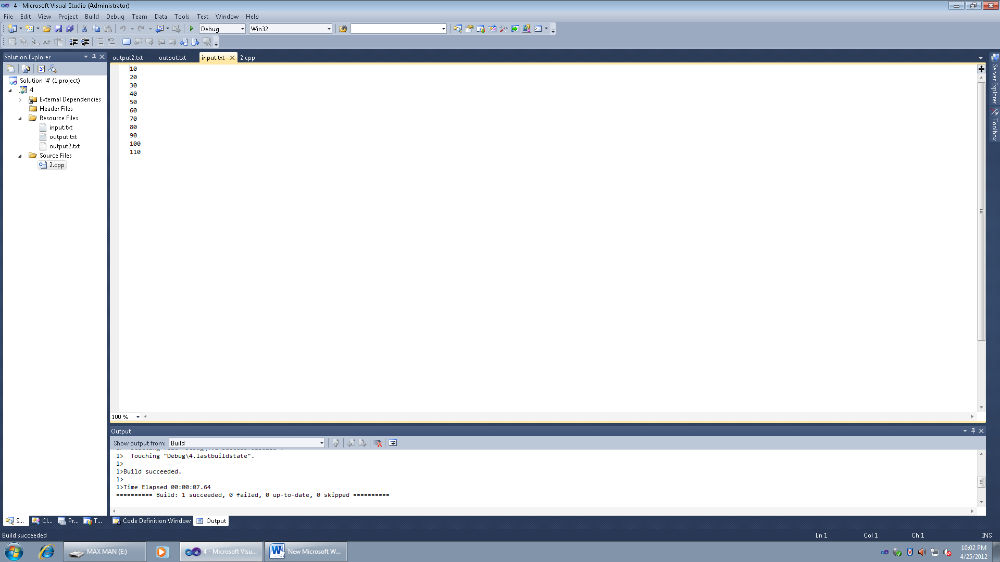 4 - Microsoft Visual Studio (Administrator)
File Edit View Project Build Debug Team Data Tools Test Window Help
Debug Win32
Solution Explorer
output2.txt output.txt input.txt 2.cpp
Solution '4' (1 project)
4
External Dependencies
Header Files
Resource Files
input.txt
output.txt
output2.txt
Source Files
2.cpp
10
20
30
40
50
60
70
80
90
100
110
Server Explorer
Toolbox
100 %
Output
Show output from: Build
1>  Touching "Debug\4.lastbuildstate".
1>
1>Build succeeded.
1>
1>Time Elapsed 00:00:07.64
========== Build: 1 succeeded, 0 failed, 0 up-to-date, 0 skipped ==========
S... Cl... Pr... T... Code Definition Window Output
Build succeeded Ln 1 Col 1 Ch 1 INS
MAX MAN (E:) 4 - Microsoft Visu... New Microsoft W...
10:02 PM
4/25/2012